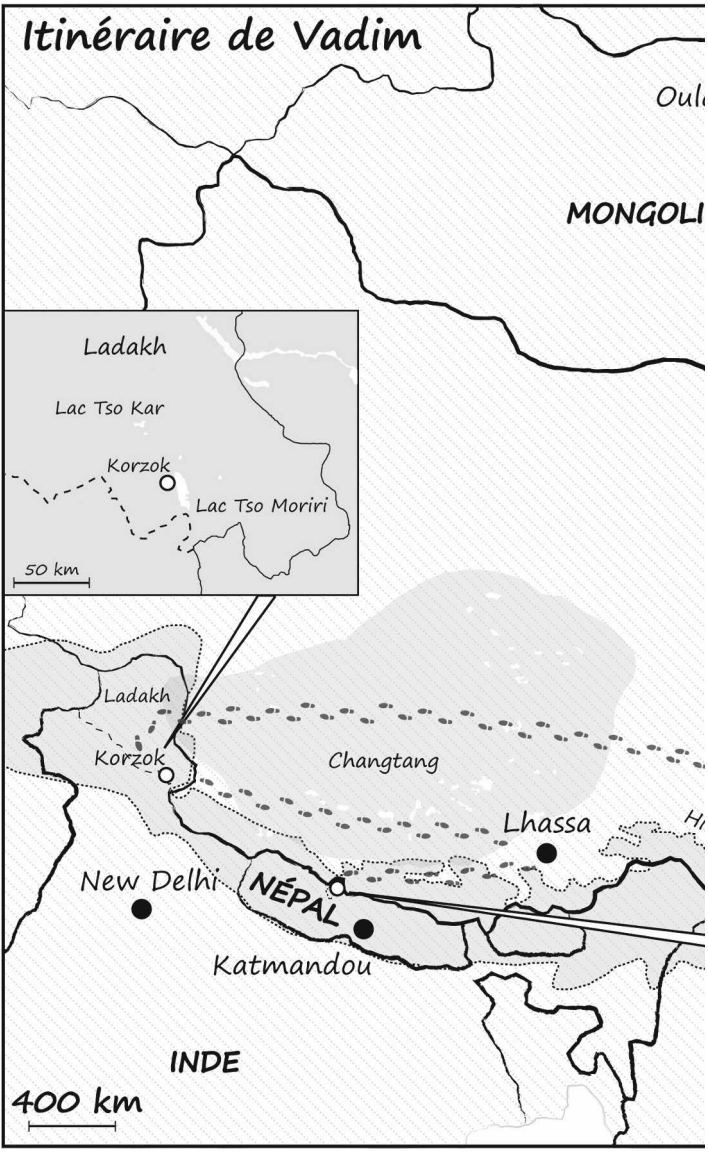 Itinéraire de Vadim
Oula
MONGOLI
Ladakh
Lac Tso Kar
Korzok
Lac Tso Moriri
50 km
Ladakh
Korzok
Changtang
Lhassa
New Delhi
NÉPAL
Katmandou
INDE
400 km